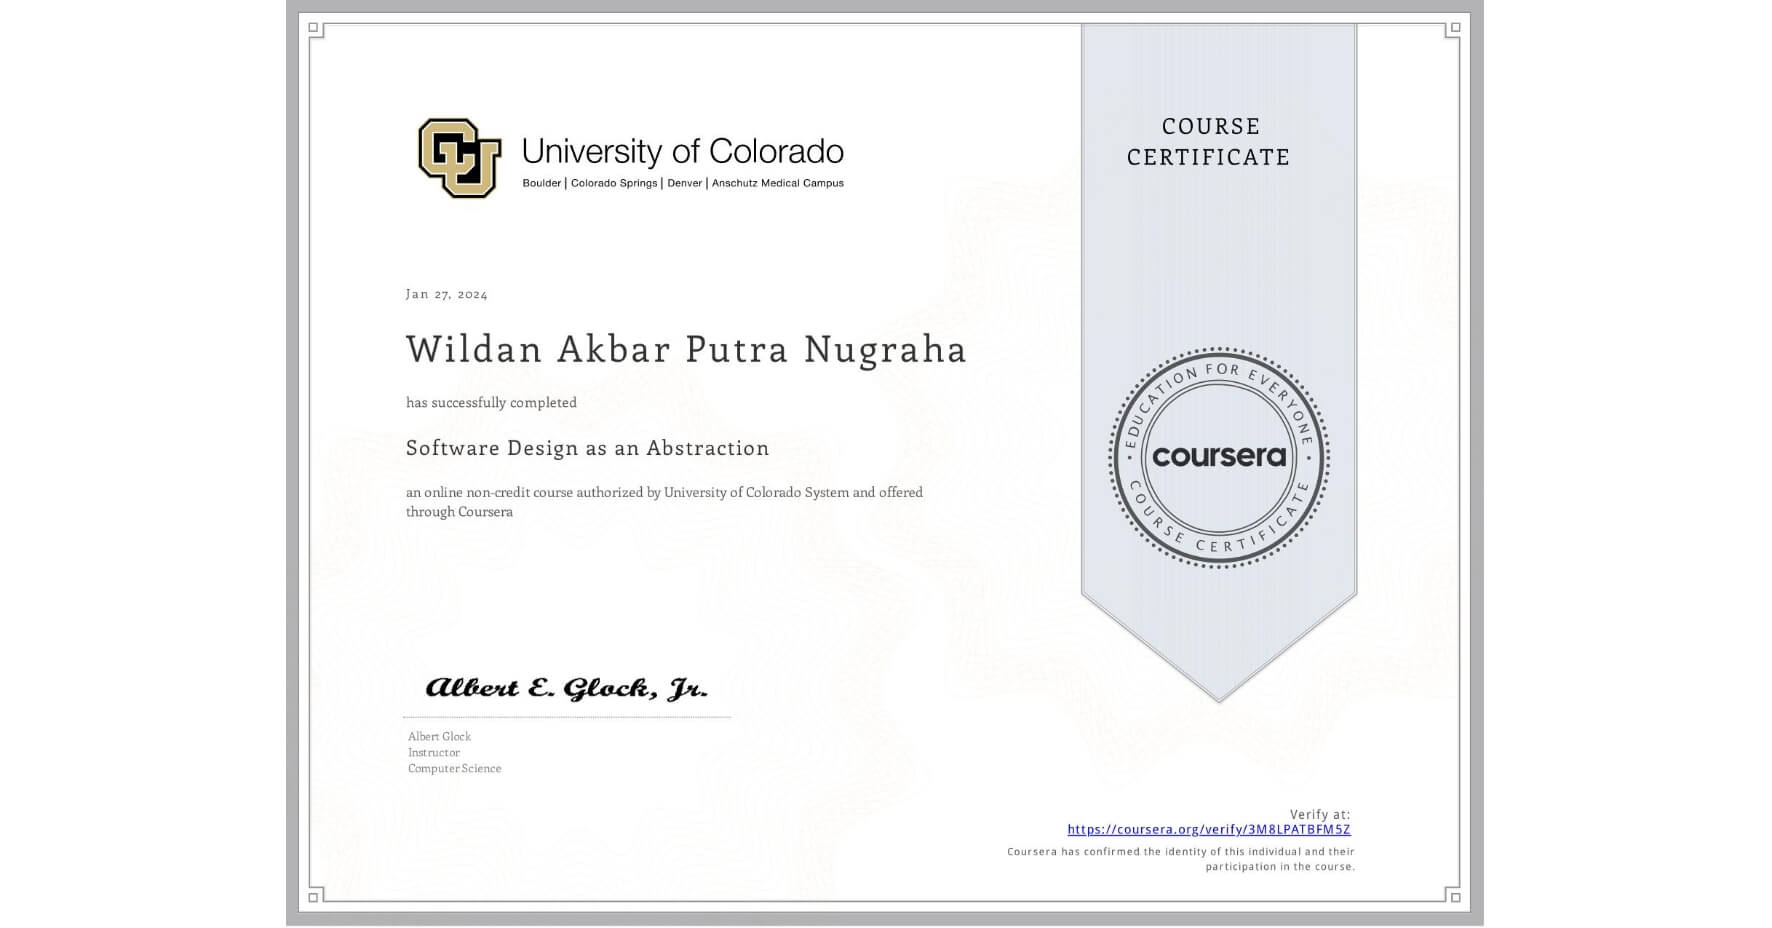 CU
University of Colorado
Boulder | Colorado Springs | Denver | Anschutz Medical Campus
COURSE
CERTIFICATE
Jan 27, 2024
Wildan Akbar Putra Nugraha
has successfully completed
Software Design as an Abstraction
an online non-credit course authorized by University of Colorado System and offered
through Coursera
EDUCATION FOR EVERYONE
coursera
COURSE CERTIFICATE
Albert E. Glock, Jr.
Albert Glock
Instructor
Computer Science
Verify at:
https://coursera.org/verify/3M8LPATBFM5Z
Coursera has confirmed the identity of this individual and their
participation in the course.